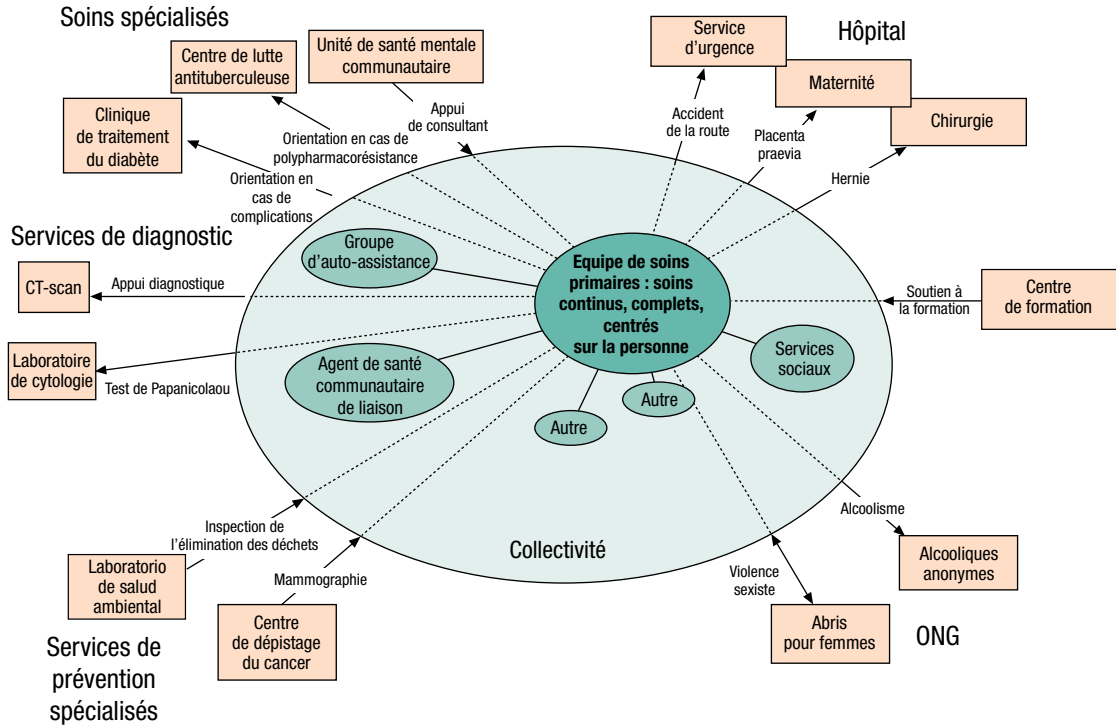 Soins spécialisés
Centre de lutte
antituberculeuse
Unité de santé mentale
communautaire
Clinique
de traitement
du diabète
Appui
de consultant
Orientation en cas de
polypharmacorésistance
Orientation en
cas de
complications
Service
d'urgence
Hôpital
Maternité
Chirurgie
Accident
de la route
Placenta
praevia
Hernie
Services de diagnostic
CT-scan
Appui diagnostique
Laboratoire
de cytologie
Test de Papanicolaou
Groupe
d'auto-assistance
Equipe de soins
primaires : soins
continus, complets,
centrés
sur la personne
Agent de santé
communautaire
de liaison
Autre
Autre
Services
sociaux
Soutien à
la formation
Centre
de formation
Collectivité
Inspection de
l'élimination des déchets
Laboratorio
de salud
ambiental
Mammographie
Centre
de dépistage
du cancer
Services de
prévention
spécialisés
Alcoolisme
Alcooliques
anonymes
Violence
sexiste
Abris
pour femmes
ONG